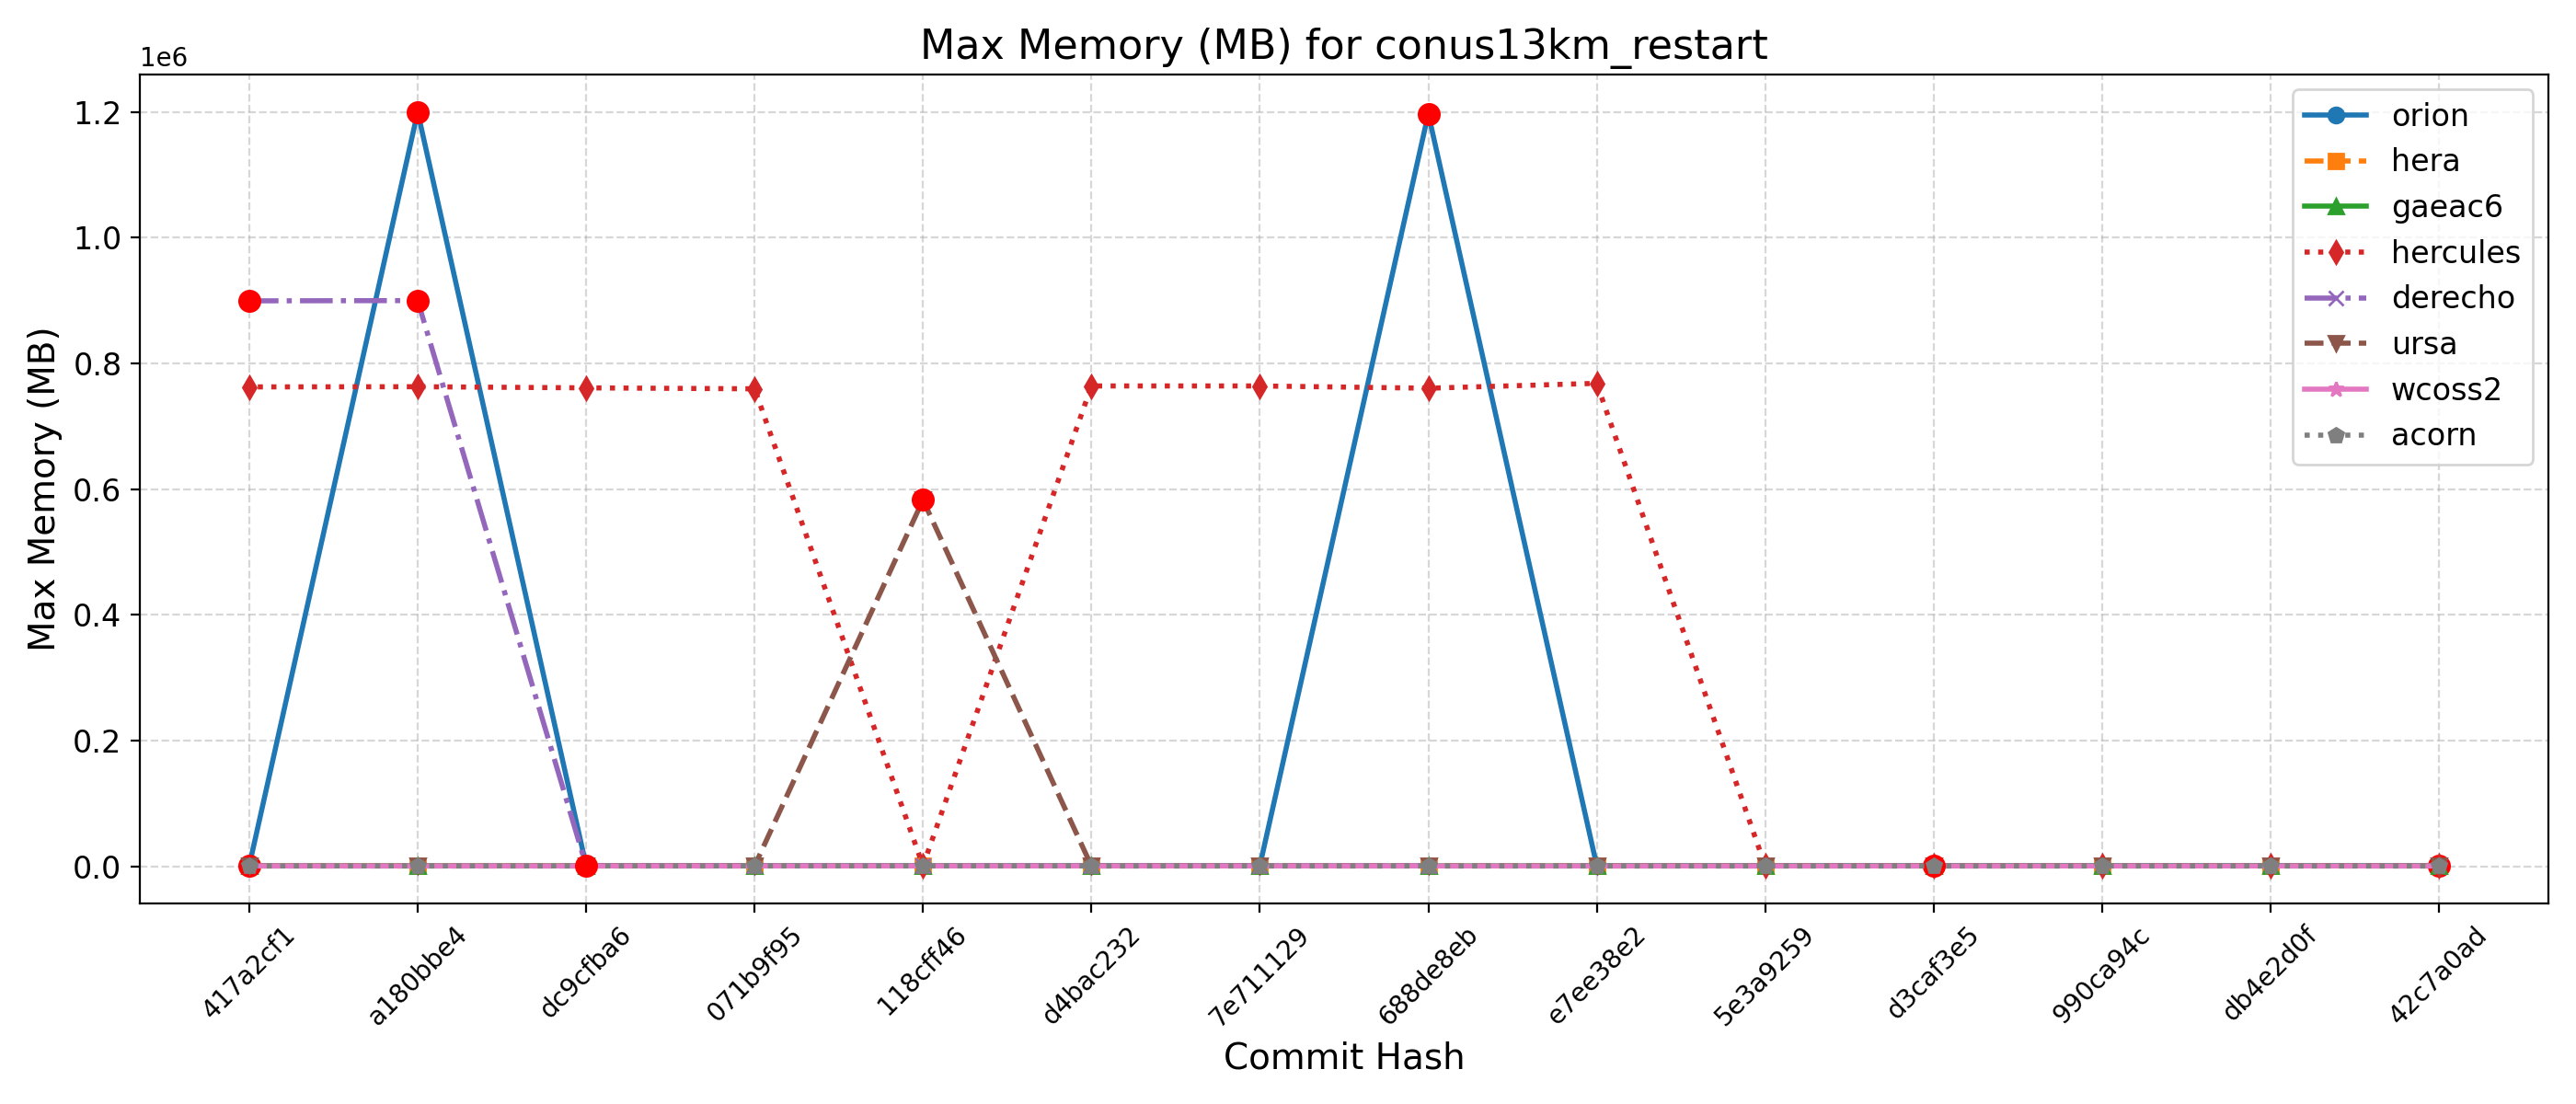 Max Memory (MB) for conus13km_restart
1e6
Max Memory (MB)
1.2
1.0
0.8
0.6
0.4
0.2
0.0
orion
hera
gaeac6
hercules
derecho
ursa
wcoss2
acorn
417a2cf1
a180bbe4
dc9cfba6
071b9f95
118cff46
d4bac232
7e711129
688de8eb
e7ee38e2
5e3a9259
d3caf3e5
990ca94c
db4e2d0f
42c7a0ad
Commit Hash